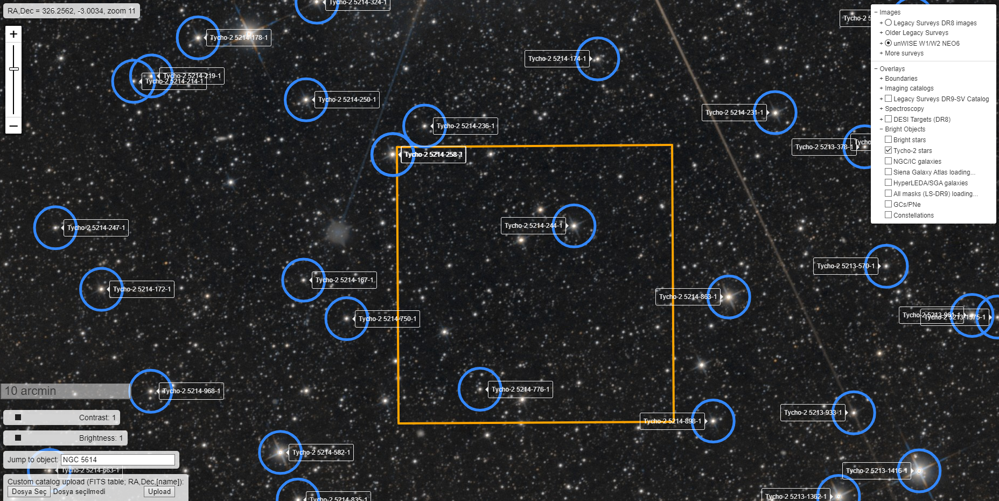 RA,Dec = 326.2562, -3.0034, zoom 11
+
−
Tycho-2 5214-324-1
Tycho-2 5214-178-1
Tycho-2 5214-219-1
Tycho-2 5214-214-1
Tycho-2 5214-174-1
Tycho-2 5214-250-1
Tycho-2 5214-236-1
Tycho-2 5214-231-1
Tycho-2 5213-378-1
Tycho
Tycho-2 5
Tycho-2 5214-258-2
Tycho-2 5214-247-1
Tycho-2 5214-244-1
Tycho-2 5213-570-1
Tycho-2 5214-167-1
Tycho-2 5214-172-1
Tycho-2 5214-863-1
Tycho-2 5214-750-1
Tycho-2 5213-961-1
Tycho-2 5213-1575-1
Tycho-2 5214-968-1
Tycho-2 5214-776-1
Tycho-2 5214-898-1
Tycho-2 5213-933-1
Tycho-2 5214-582-1
Tycho-2 5214-663-1
Tycho-2 5213-1416-1
Tycho-2 5214-835-1
Tycho-2 5213-1362-1
− Images
+ Legacy Surveys DR8 images
+ Older Legacy Surveys
+ unWISE W1/W2 NEO6
+ More surveys
− Overlays
+ Boundaries
+ Imaging catalogs
+ Legacy Surveys DR9-SV Catalog
+ Spectroscopy
+ DESI Targets (DR8)
− Bright Objects
Bright stars
Tycho-2 stars
NGC/IC galaxies
Siena Galaxy Atlas loading...
HyperLEDA/SGA galaxies
All masks (LS-DR9) loading...
GCs/PNe
Constellations
10 arcmin
Contrast: 1
Brightness: 1
Jump to object: NGC 5614
Custom catalog upload (FITS table; RA,Dec,[name]):
Dosya Seç Dosya seçilmedi Upload